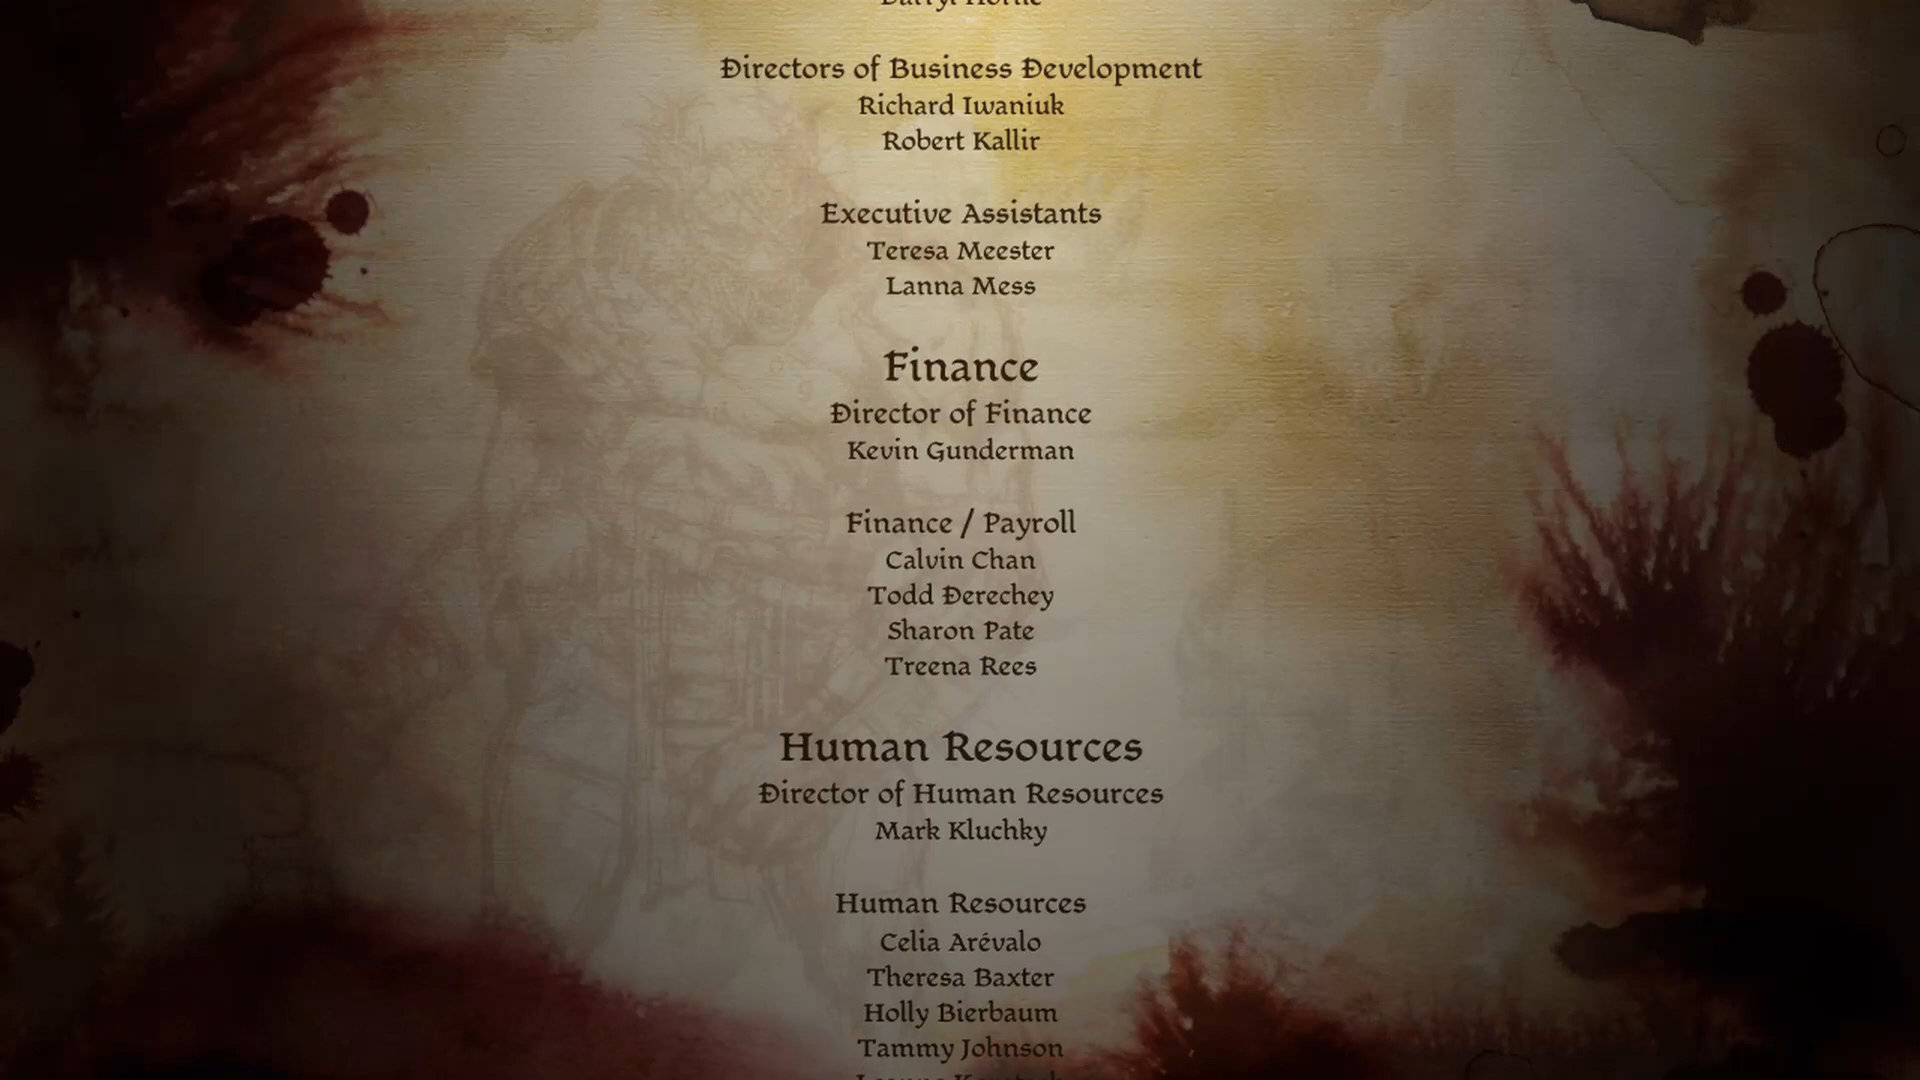 Directors of Business Development
Richard Iwaniuk
Robert Kallir
Executive Assistants
Teresa Meester
Lanna Mess
Finance
Director of Finance
Kevin Gunderman
Finance / Payroll
Calvin Chan
Todd Derechey
Sharon Pate
Treena Rees
Human Resources
Director of Human Resources
Mark Kluchky
Human Resources
Celia Arévalo
Theresa Baxter
Holly Bierbaum
Tammy Johnson